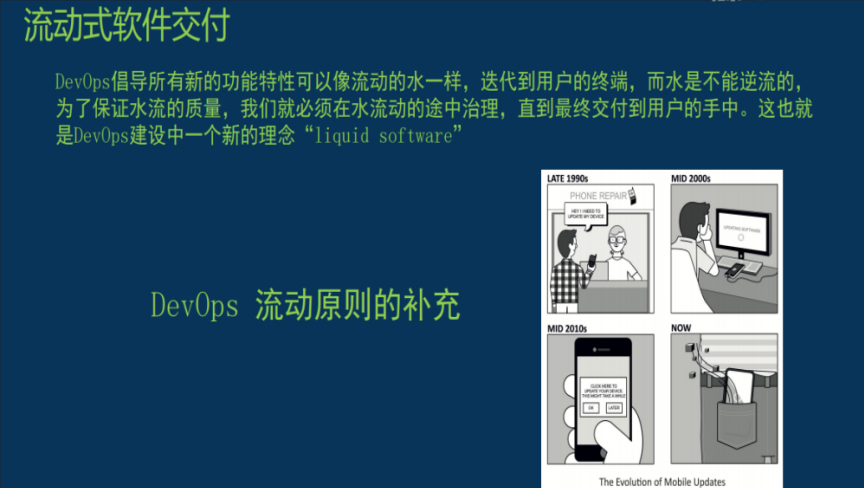 流动式软件交付
DevOps倡导所有新的功能特性可以像流动的水一样，迭代到用户的终端，而水是不能逆流的，
为了保证水流的质量，我们就必须在水流动的途中治理，直到最终交付到用户的手中。这也就
是DevOps建设中一个新的理念“liquid software”
DevOps 流动原则的补充
LATE 1990s
PHONE REPAIR
HEY I NEED TO
UPDATE MY DEVICE
MID 2000s
UPDATING SOFTWARE
MID 2010s
CLICK HERE TO
UPDATE YOUR DEVICE
THIS MIGHT TAKE A WHILE
OK LATER
NOW
The Evolution of Mobile Updates